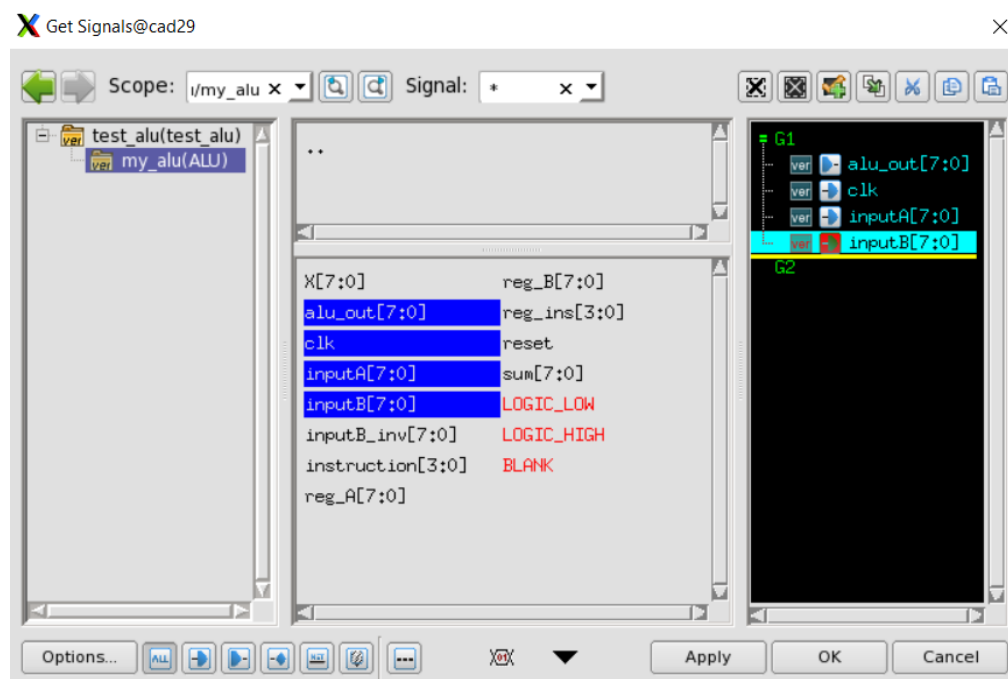 Get Signals@cad29
Scope: ı/my_alu Signal: *
test_alu(test_alu)
my_alu(ALU)
..
X[7:0]
alu_out[7:0]
clk
inputA[7:0]
inputB[7:0]
inputB_inv[7:0]
instruction[3:0]
reg_A[7:0]
reg_B[7:0]
reg_ins[3:0]
reset
sum[7:0]
LOGIC_LOW
LOGIC_HIGH
BLANK
G1
ver alu_out[7:0]
ver clk
ver inputA[7:0]
ver inputB[7:0]
G2
Options... ALL Apply OK Cancel